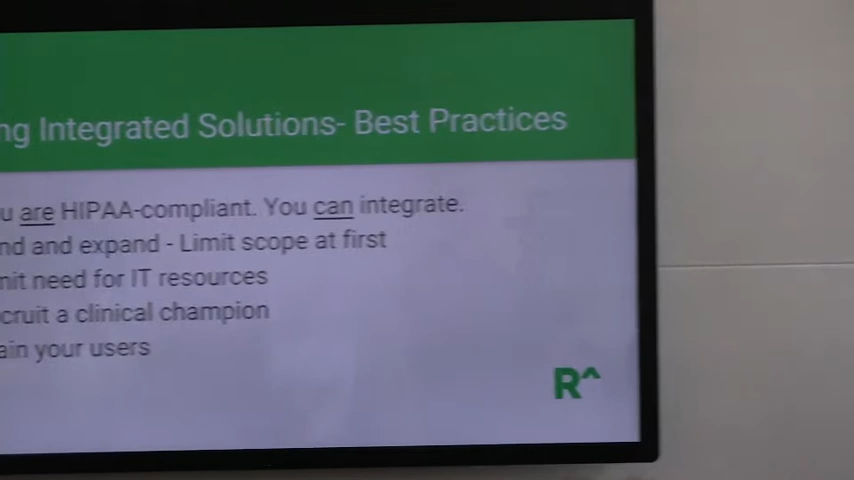 ng Integrated Solutions- Best Practices
u are HIPAA-compliant. You can integrate.
nd and expand - Limit scope at first
mit need for IT resources
cruit a clinical champion
ain your users
R^